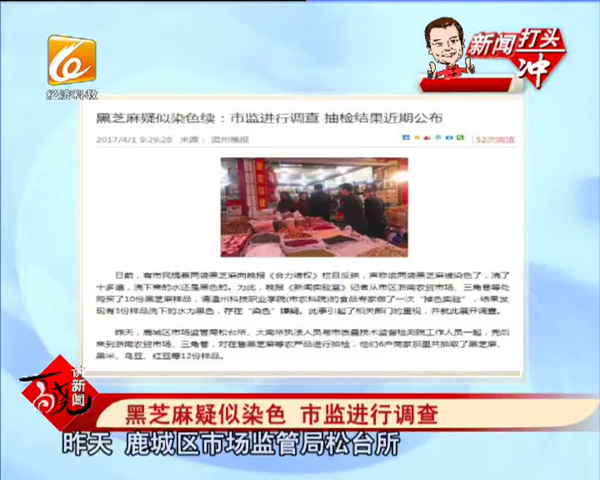 经济科教
新闻打头
冲
黑芝麻疑似染色续：市监进行调查 抽检结果近期公布
2017/4/1 9:29:28 来源： 温州晚报
52次浏览
日前，有市民提着两袋黑芝麻向晚报《合力维权》栏目反映，声称这两袋黑芝麻被染色了，洗了
十多遍，洗下来的水还是黑色的。为此，晚报《新闻实验室》记者从市区浙南农贸市场、三角巷等处
购买了10份黑芝麻样品，请温州科技职业学院(市农科院)的食品专家做了一次“掉色实验”，结果发
现有3份样品洗下的水为黑色，存在“染色”嫌疑。此事引起了相关部门的重视，并就此展开调查。
昨天，鹿城区市场监管局松台所、大南所执法人员与市质量技术监督检测院工作人员一起，先后
来到浙南农贸市场、三角巷，对在售黑芝麻等农产品进行抽检，他们6户商家那里共抽取了黑芝麻、
黑米、乌豆、红豆等12份样品。
百晓
讲新闻
黑芝麻疑似染色 市监进行调查
昨天 鹿城区市场监管局松台所